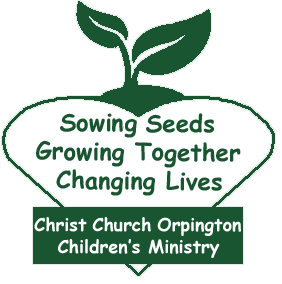 Sowing Seeds
Growing Together
Changing Lives
Christ Church Orpington
Children's Ministry